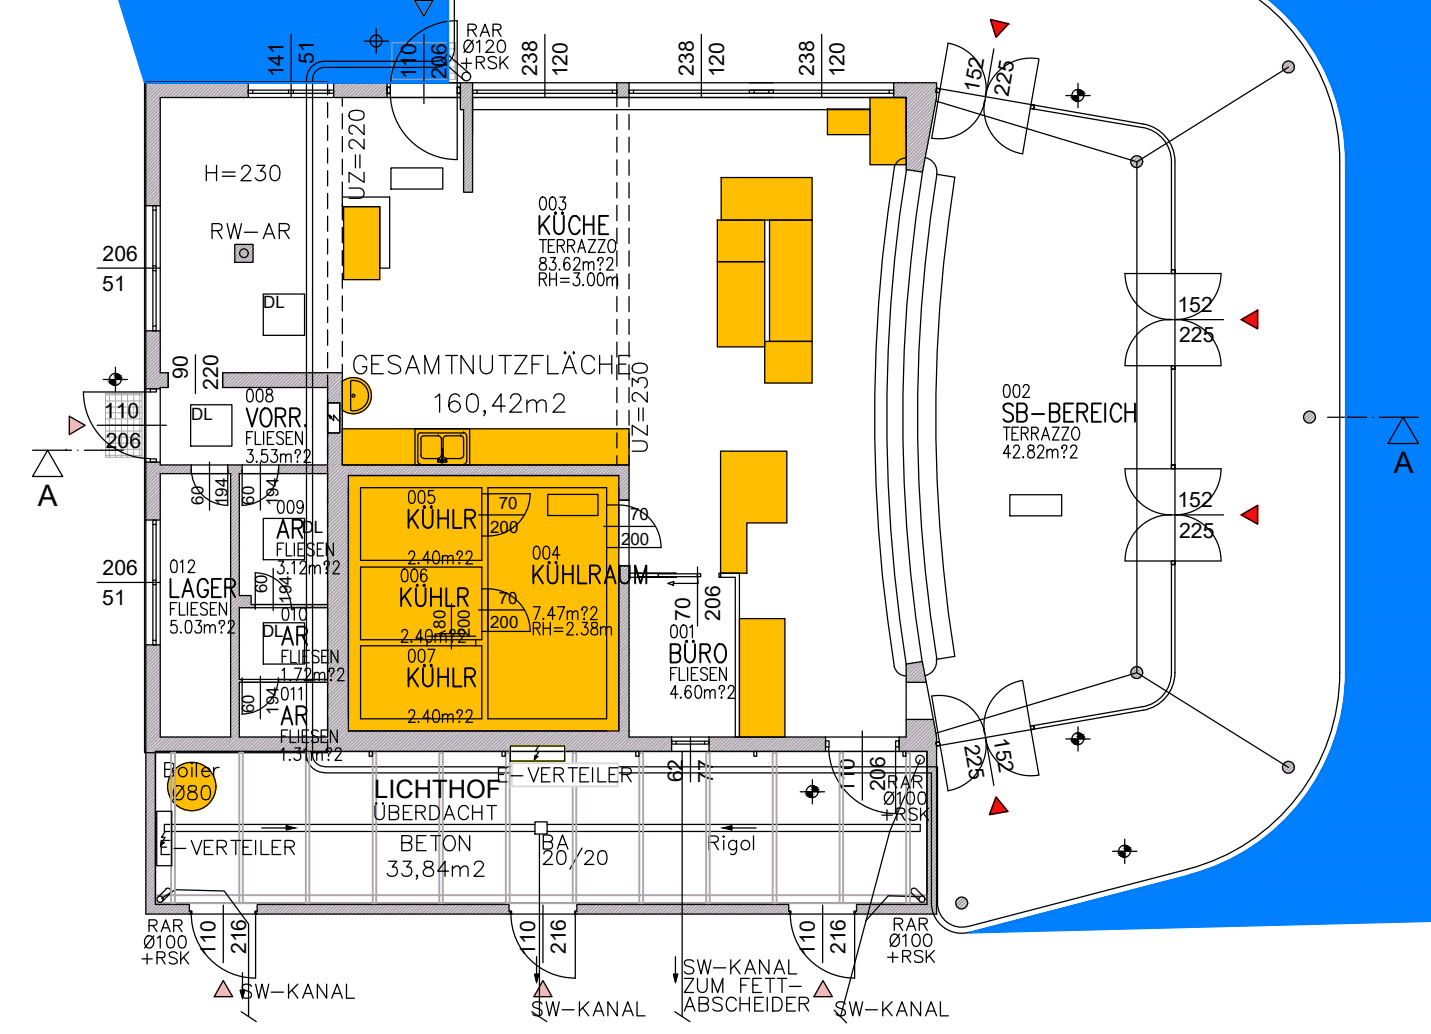 RAR
Ø120
+RSK
141
51
110
206
238
120
238
120
238
120
152
225
UZ=220
H=230
RW-AR
003
KÜCHE
TERRAZZO
83.62m?2
RH=3.00m
206
51
DL
152
225
90
220
GESAMTNUTZFLÄCHE
160,42m2
UZ=230
008
VORR.
FLIESEN
3.53m?2
DL
110
206
002
SB-BEREICH
TERRAZZO
42.82m?2
A
A
60
194
60
194
005
KÜHLR
2.40m?2
70
200
70
200
152
225
009
AR
DL
FLIESEN
3.12m?2
004
KÜHLRAUM
7.47m?2
RH=2.38m
206
51
012
LAGER
FLIESEN
5.03m?2
60
194
006
KÜHLR
2.40m?2
180
200
70
200
70
206
010
DL
AR
FLIESEN
1.72m?2
001
BÜRO
FLIESEN
4.60m?2
007
KÜHLR
2.40m?2
60
194
011
AR
FLIESEN
1.31m?2
225
152
Boiler
Ø80
LICHTHOF
ÜBERDACHT
E-VERTEILER
62
77
110
206
RAR
Ø100
+RSK
E-VERTEILER
BETON
33,84m2
BA
20/20
Rigol
RAR
Ø100
+RSK
110
216
110
216
110
216
RAR
Ø100
+RSK
SW-KANAL
SW-KANAL
SW-KANAL
ZUM FETT-
ABSCHEIDER
SW-KANAL